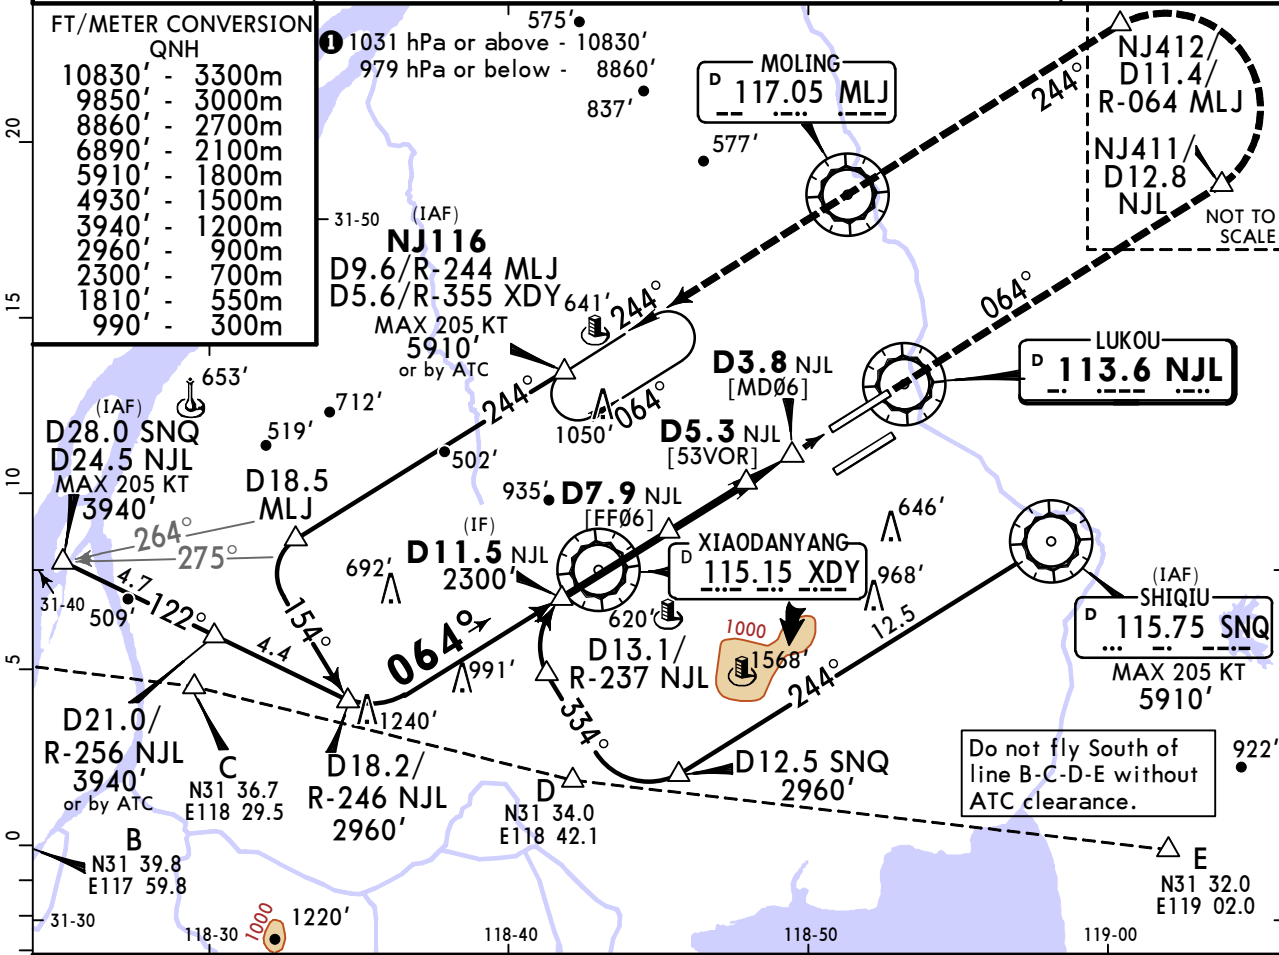 FT/METER CONVERSION
QNH
10830' - 3300m
9850' - 3000m
8860' - 2700m
6890' - 2100m
5910' - 1800m
4930' - 1500m
3940' - 1200m
2960' - 900m
2300' - 700m
1810' - 550m
990' - 300m
575'
1 1031 hPa or above - 10830'
979 hPa or below - 8860'
837'
577'
MOLING
D 117.05 MLJ
244°
NJ412/
D11.4/
R-064 MLJ
NJ411/
D12.8
NJL
NOT TO
SCALE
20
15
10
5
0
31-50
(IAF)
NJ116
D9.6/R-244 MLJ
D5.6/R-355 XDY
MAX 205 KT
5910'
or by ATC
641'
244°
064°
064°
LUKOU
D 113.6 NJL
D3.8 NJL
[MD06]
653'
712'
519'
244°
1050'
502'
D5.3 NJL
[53VOR]
(IAF)
D28.0 SNQ
D24.5 NJL
MAX 205 KT
3940'
D18.5
MLJ
264°
275°
935'
D7.9 NJL
[FF06]
(IF)
D11.5 NJL
2300'
646'
XIAODANYANG
D 115.15 XDY
968'
(IAF)
SHIQIU
D 115.75 SNQ
MAX 205 KT
5910'
31-40
4.7
509'
122°
4.4
692'
154°
064°
991'
620'
1000
1568'
12.5
244°
D13.1/
R-237 NJL
334°
1240'
D21.0/
R-256 NJL
3940'
or by ATC
C
N31 36.7
E118 29.5
D18.2/
R-246 NJL
2960'
D
N31 34.0
E118 42.1
D12.5 SNQ
2960'
Do not fly South of
line B-C-D-E without
ATC clearance.
922'
B
N31 39.8
E117 59.8
E
N31 32.0
E119 02.0
31-30
1000
1220'
118-30
118-40
118-50
119-00